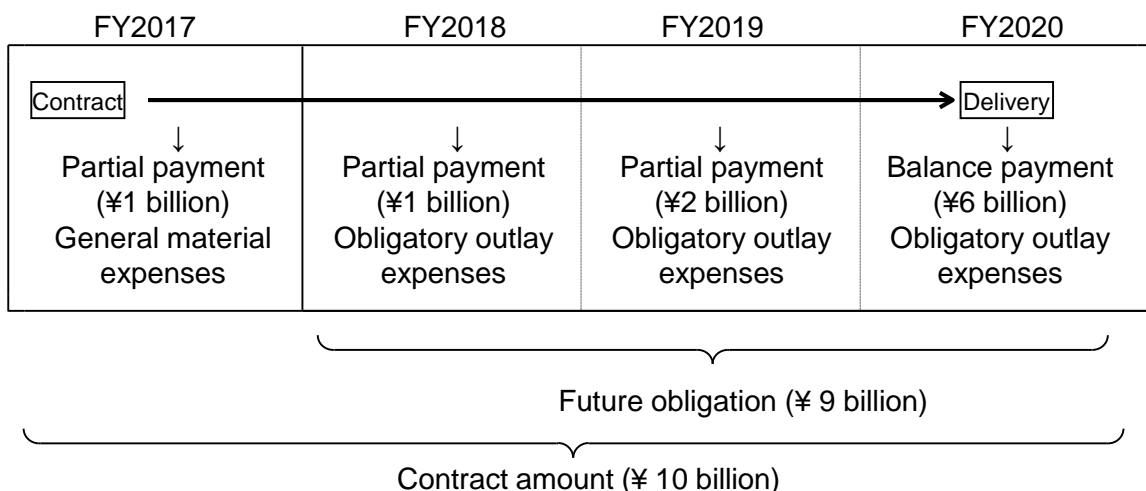 FY2017 FY2018 FY2019 FY2020
Contract Delivery
↓ ↓ ↓ ↓
Partial payment Partial payment Partial payment Balance payment
(¥1 billion) (¥1 billion) (¥2 billion) (¥6 billion)
General material Obligatory outlay Obligatory outlay Obligatory outlay
expenses expenses expenses expenses
Future obligation (¥ 9 billion)
Contract amount (¥ 10 billion)